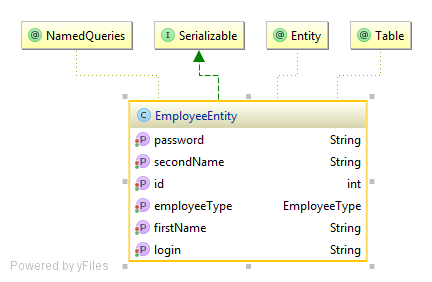 @ NamedQueries
I Serializable
@ Entity
@ Table
C EmployeeEntity
P password String
P secondName String
P id int
P employeeType EmployeeType
P firstName String
P login String
Powered by yFiles